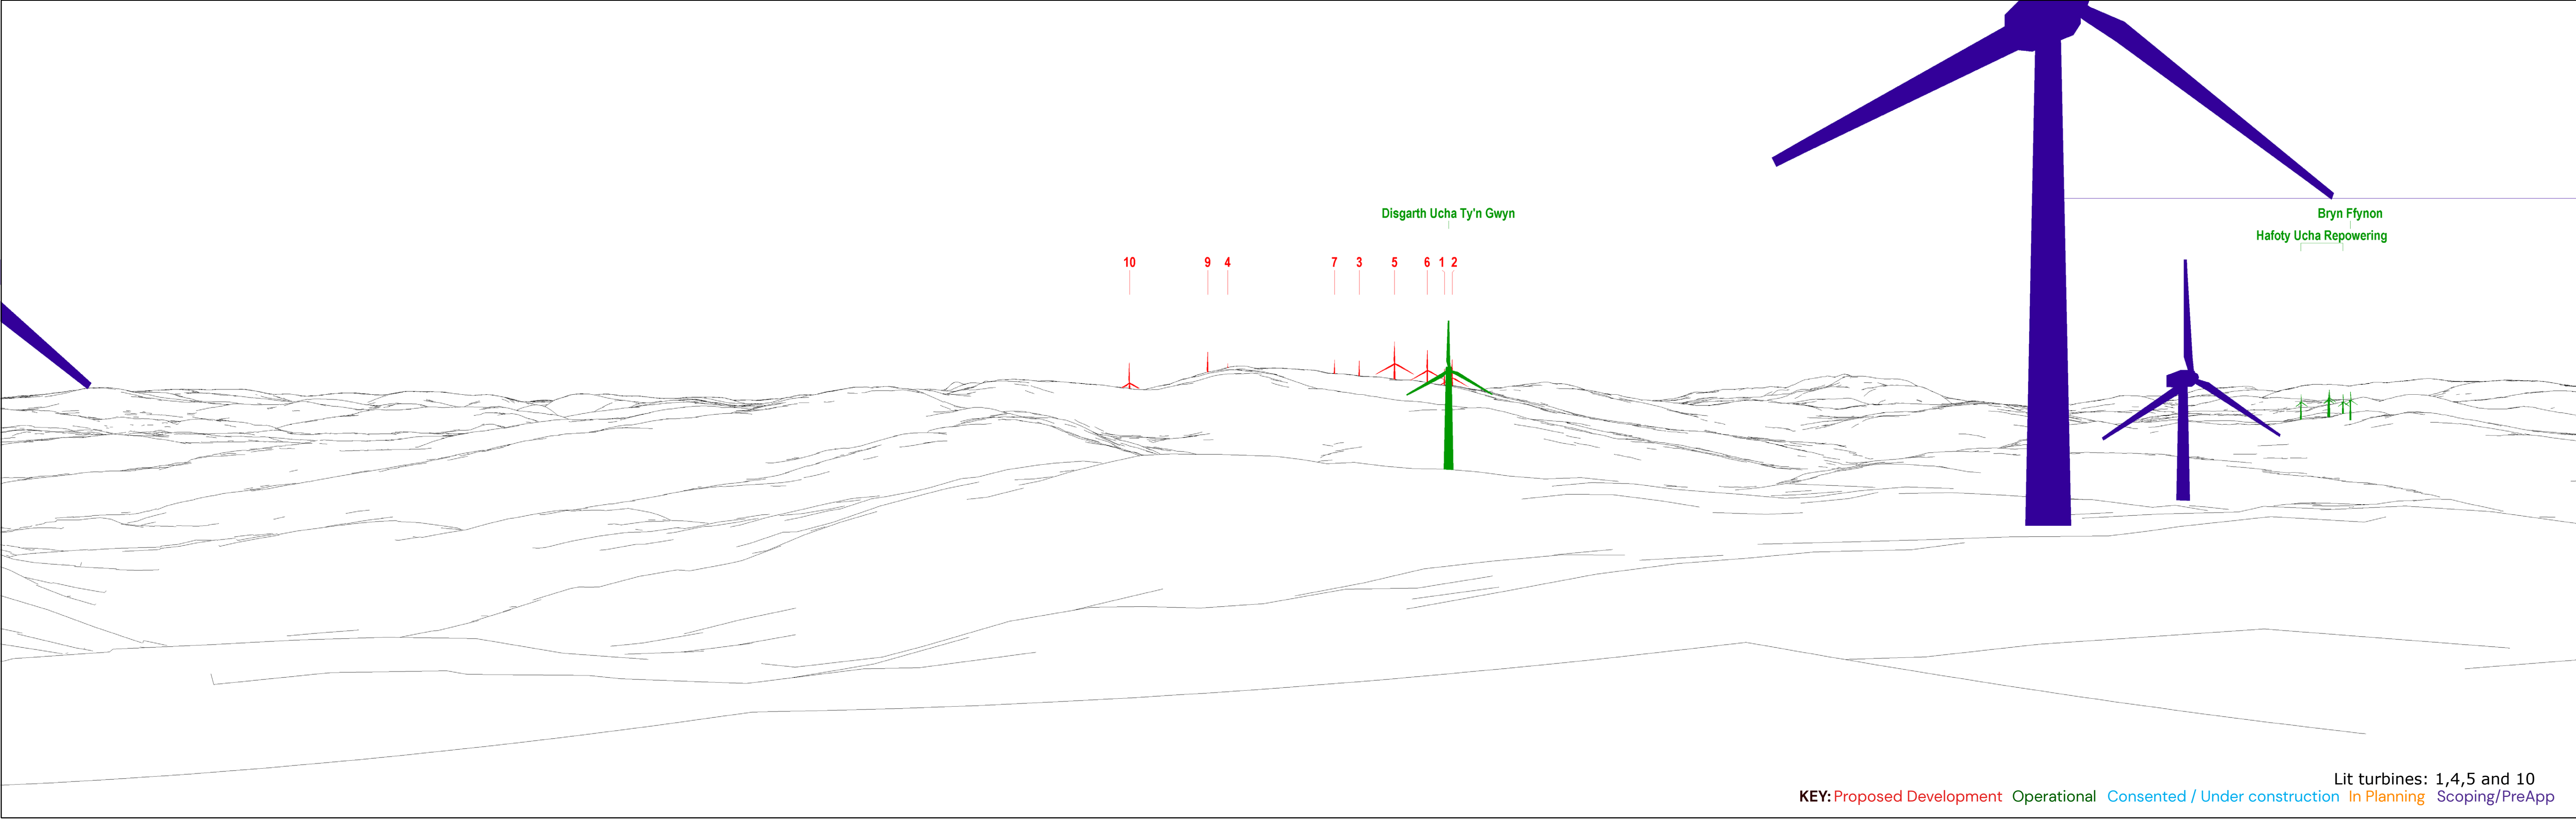 Disgarth Ucha Ty'n Gwyn
Bryn Ffynon
Hafoty Ucha Repowering
10 9 4 7 3 5 6 1 2
Lit turbines: 1,4,5 and 10
KEY: Proposed Development Operational Consented / Under construction In Planning Scoping/PreApp